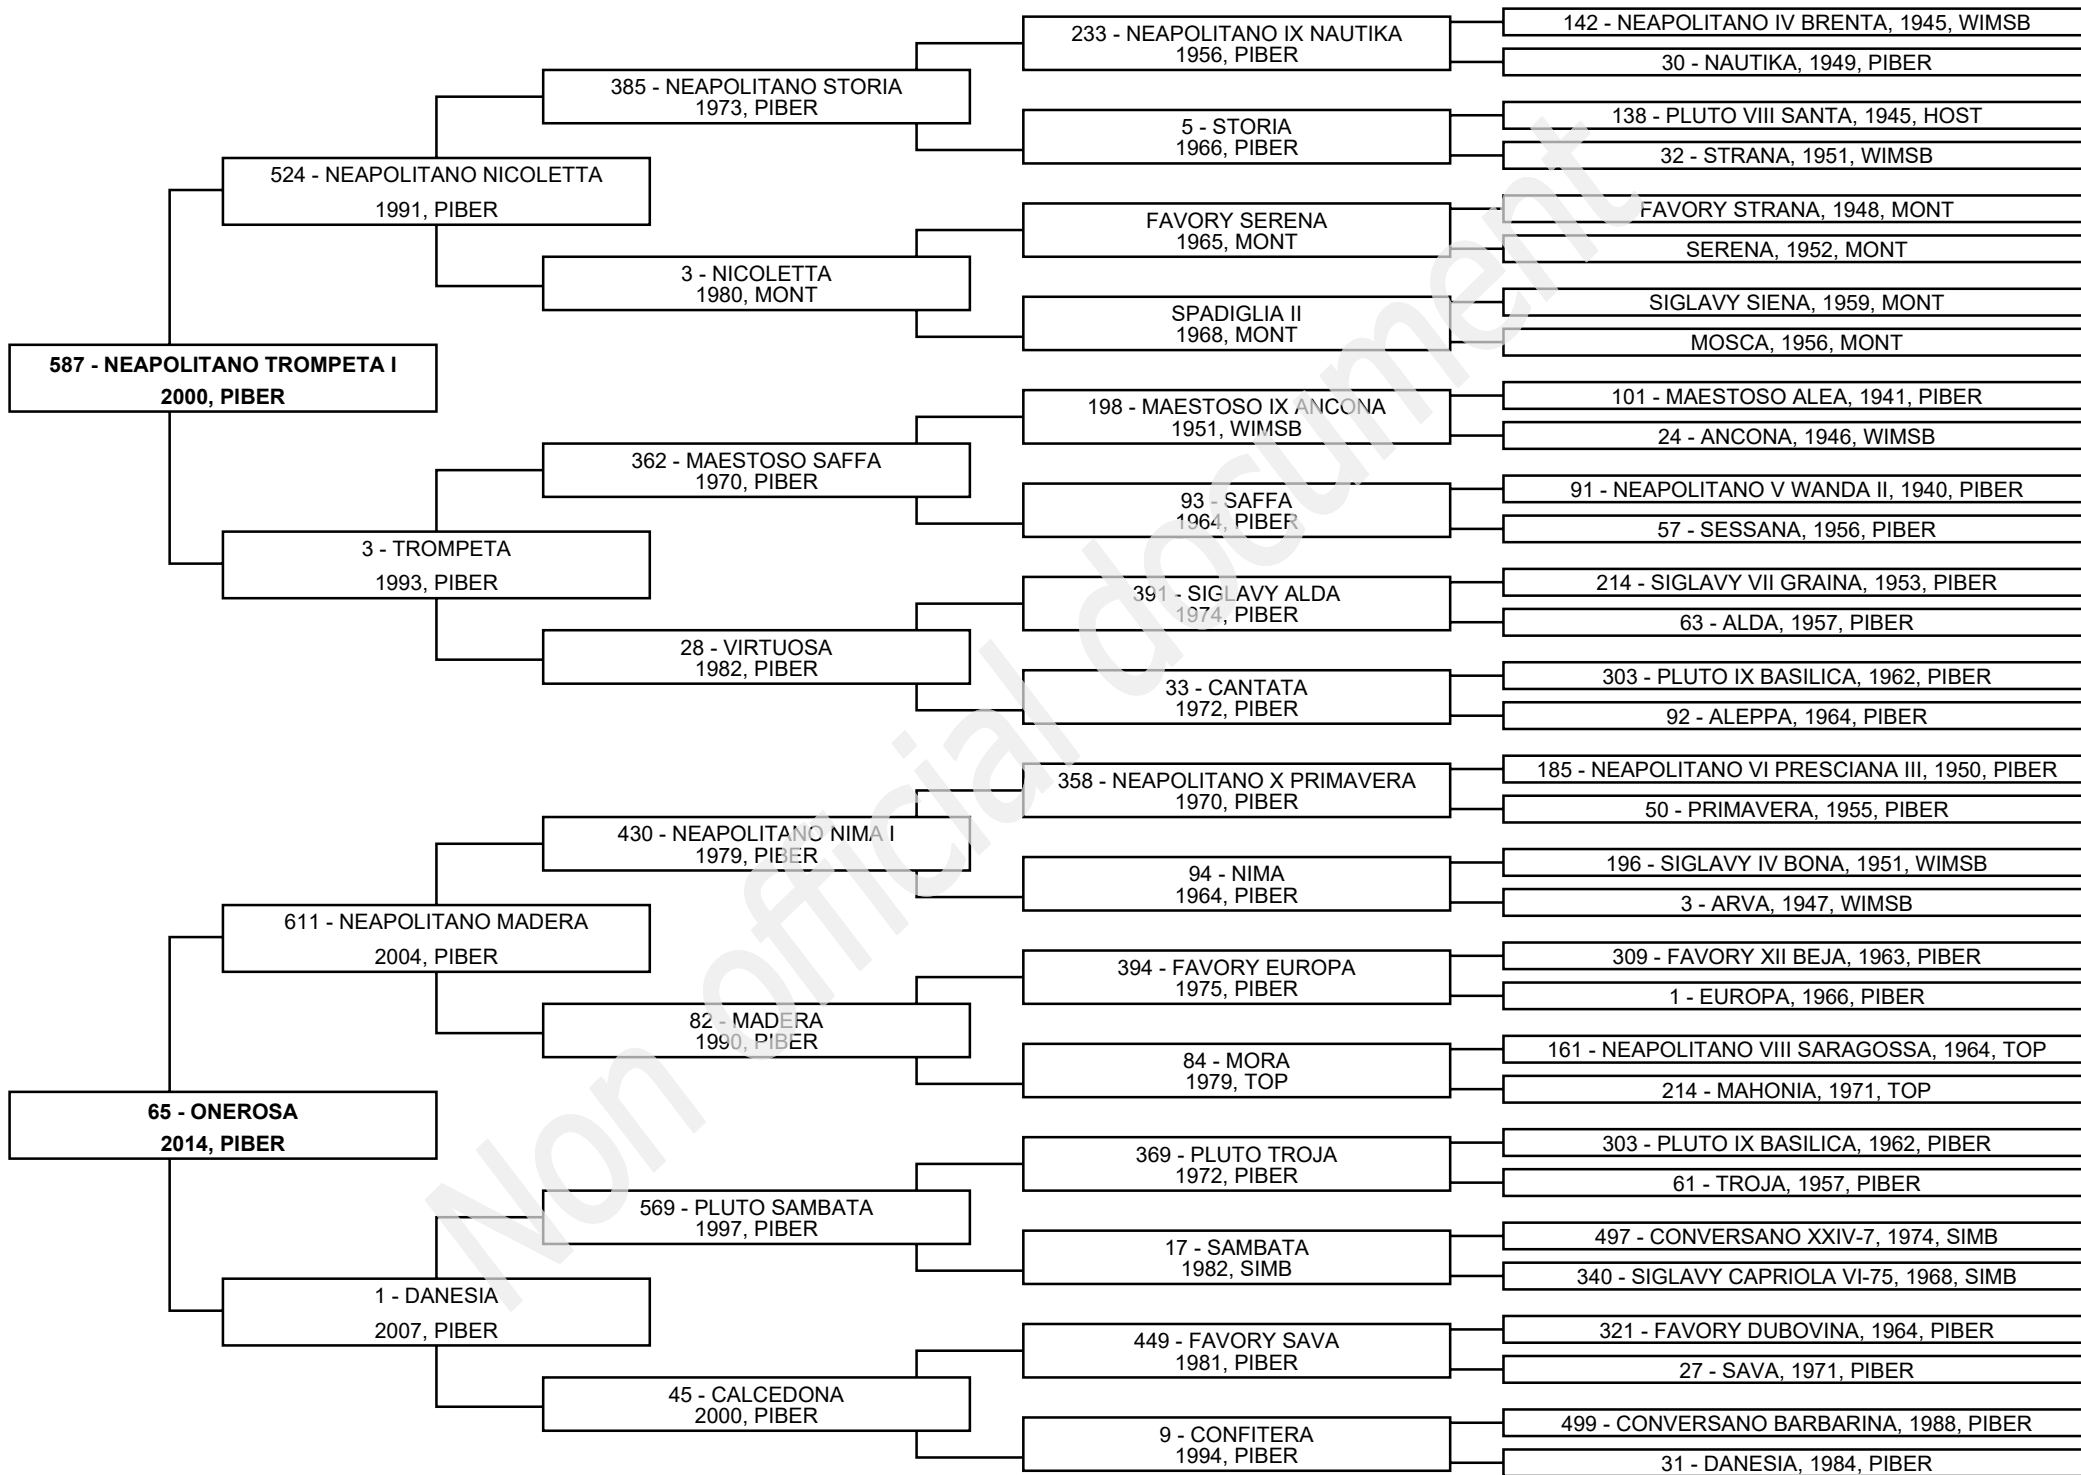 587 - NEAPOLITANO TROMPETA I
2000, PIBER
65 - ONEROSA
2014, PIBER
524 - NEAPOLITANO NICOLETTA
1991, PIBER
3 - TROMPETA
1993, PIBER
611 - NEAPOLITANO MADERA
2004, PIBER
1 - DANESIA
2007, PIBER
385 - NEAPOLITANO STORIA
1973, PIBER
3 - NICOLETTA
1980, MONT
362 - MAESTOSO SAFFA
1970, PIBER
28 - VIRTUOSA
1982, PIBER
430 - NEAPOLITANO NIMA I
1979, PIBER
82 - MADERA
1990, PIBER
569 - PLUTO SAMBATA
1997, PIBER
45 - CALCEDONA
2000, PIBER
233 - NEAPOLITANO IX NAUTIKA
1956, PIBER
5 - STORIA
1966, PIBER
FAVORY SERENA
1965, MONT
SPADIGLIA II
1968, MONT
198 - MAESTOSO IX ANCONA
1951, WIMSB
93 - SAFFA
1964, PIBER
391 - SIGLAVY ALDA
1974, PIBER
33 - CANTATA
1972, PIBER
358 - NEAPOLITANO X PRIMAVERA
1970, PIBER
94 - NIMA
1964, PIBER
394 - FAVORY EUROPA
1975, PIBER
84 - MORA
1979, TOP
369 - PLUTO TROJA
1972, PIBER
17 - SAMBATA
1982, SIMB
449 - FAVORY SAVA
1981, PIBER
9 - CONFITERA
1994, PIBER
142 - NEAPOLITANO IV BRENTA, 1945, WIMSB
30 - NAUTIKA, 1949, PIBER
138 - PLUTO VIII SANTA, 1945, HOST
32 - STRANA, 1951, WIMSB
FAVORY STRANA, 1948, MONT
SERENA, 1952, MONT
SIGLAVY SIENA, 1959, MONT
MOSCA, 1956, MONT
101 - MAESTOSO ALEA, 1941, PIBER
24 - ANCONA, 1946, WIMSB
91 - NEAPOLITANO V WANDA II, 1940, PIBER
57 - SESSANA, 1956, PIBER
214 - SIGLAVY VII GRAINA, 1953, PIBER
63 - ALDA, 1957, PIBER
303 - PLUTO IX BASILICA, 1962, PIBER
92 - ALEPPA, 1964, PIBER
185 - NEAPOLITANO VI PRESCIANA III, 1950, PIBER
50 - PRIMAVERA, 1955, PIBER
196 - SIGLAVY IV BONA, 1951, WIMSB
3 - ARVA, 1947, WIMSB
309 - FAVORY XII BEJA, 1963, PIBER
1 - EUROPA, 1966, PIBER
161 - NEAPOLITANO VIII SARAGOSSA, 1964, TOP
214 - MAHONIA, 1971, TOP
303 - PLUTO IX BASILICA, 1962, PIBER
61 - TROJA, 1957, PIBER
497 - CONVERSANO XXIV-7, 1974, SIMB
340 - SIGLAVY CAPRIOLA VI-75, 1968, SIMB
321 - FAVORY DUBOVINA, 1964, PIBER
27 - SAVA, 1971, PIBER
499 - CONVERSANO BARBARINA, 1988, PIBER
31 - DANESIA, 1984, PIBER
Non official document